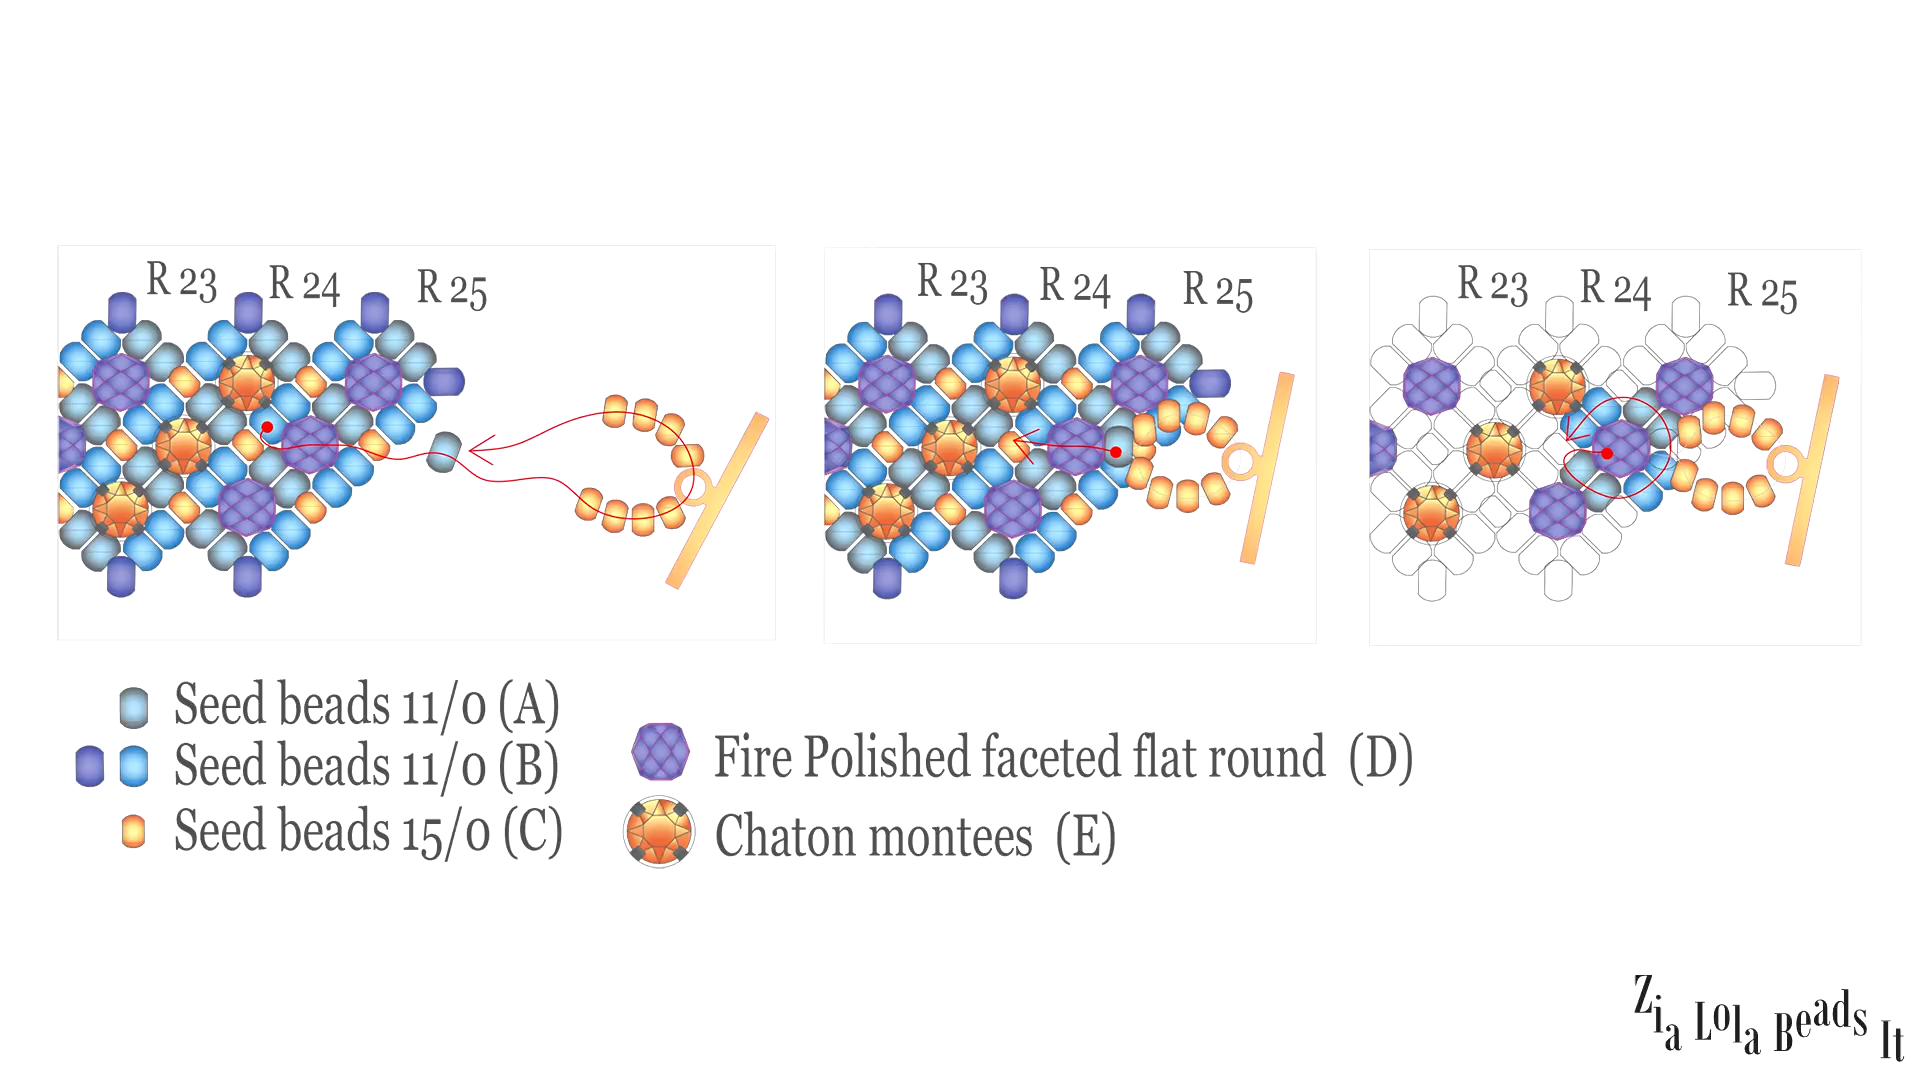 R 23 R 24 R 25
R 23 R 24 R 25
R 23 R 24 R 25
Seed beads 11/0 (A)
Seed beads 11/0 (B)
Seed beads 15/0 (C)
Fire Polished faceted flat round (D)
Chaton montees (E)
Zia Lola Beads It